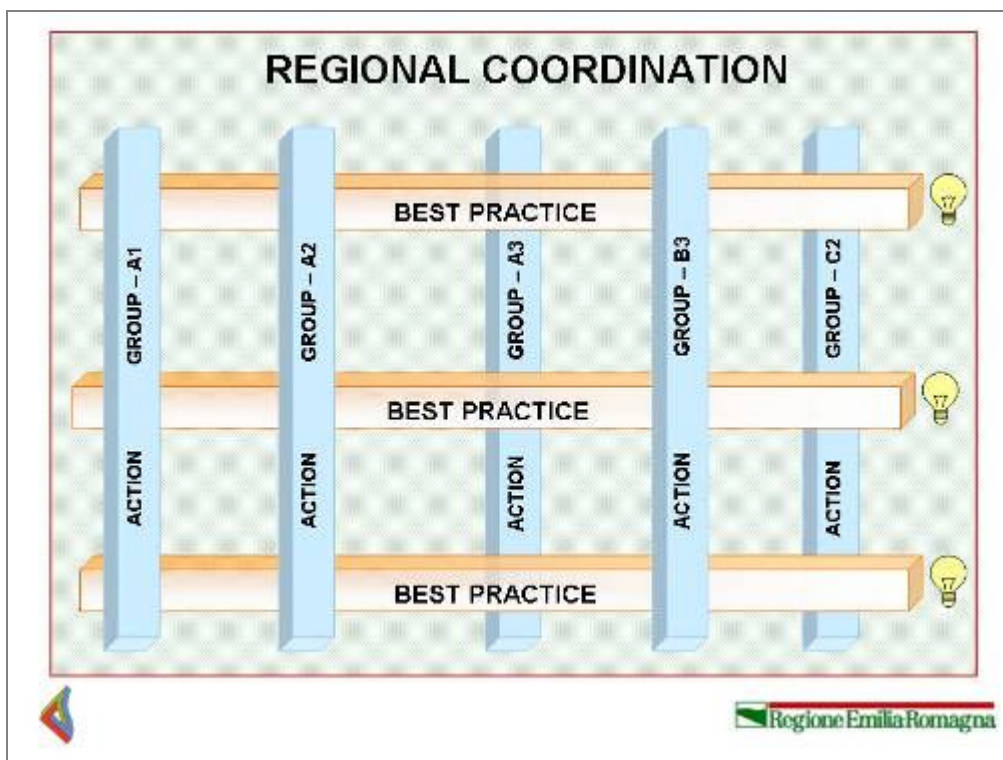 REGIONAL COORDINATION
BEST PRACTICE
GROUP – A1
GROUP – A2
GROUP – A3
GROUP – B3
GROUP – C2
BEST PRACTICE
ACTION
ACTION
ACTION
ACTION
ACTION
BEST PRACTICE
Regione Emilia Romagna